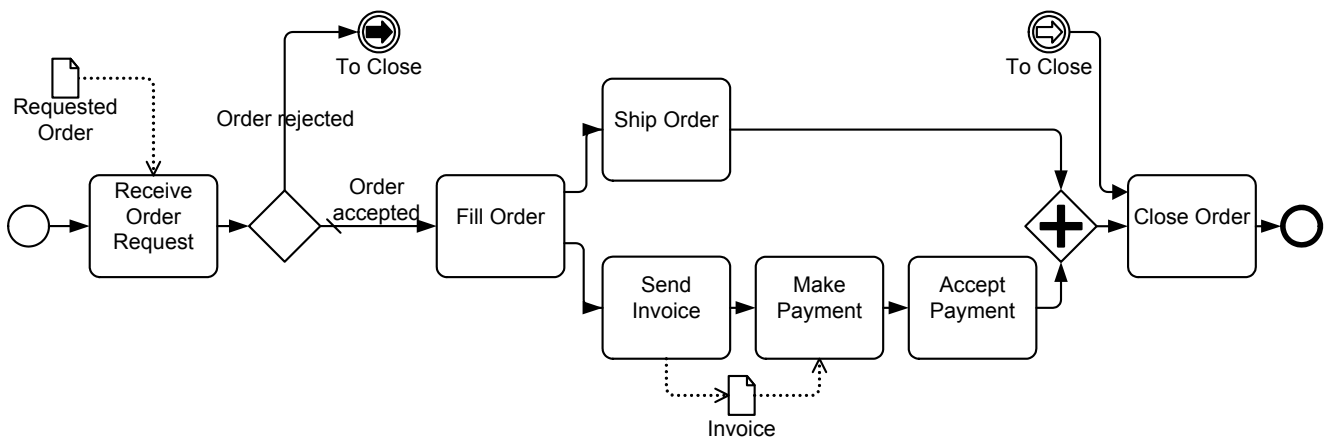 To Close
To Close
Requested
Order
Order rejected
Ship Order
Receive
Order
Request
Order
accepted
Fill Order
Close Order
Send
Invoice
Make
Payment
Accept
Payment
Invoice